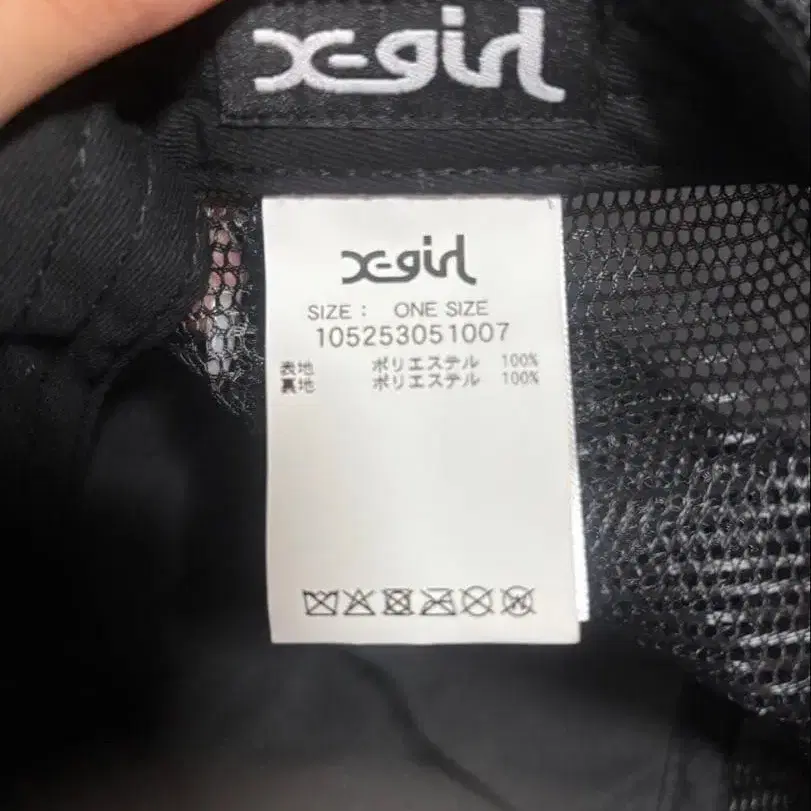 X-girl
X-girl
SIZE : ONE SIZE
105253051007
表地 ポリエステル 100%
裏地 ポリエステル 100%